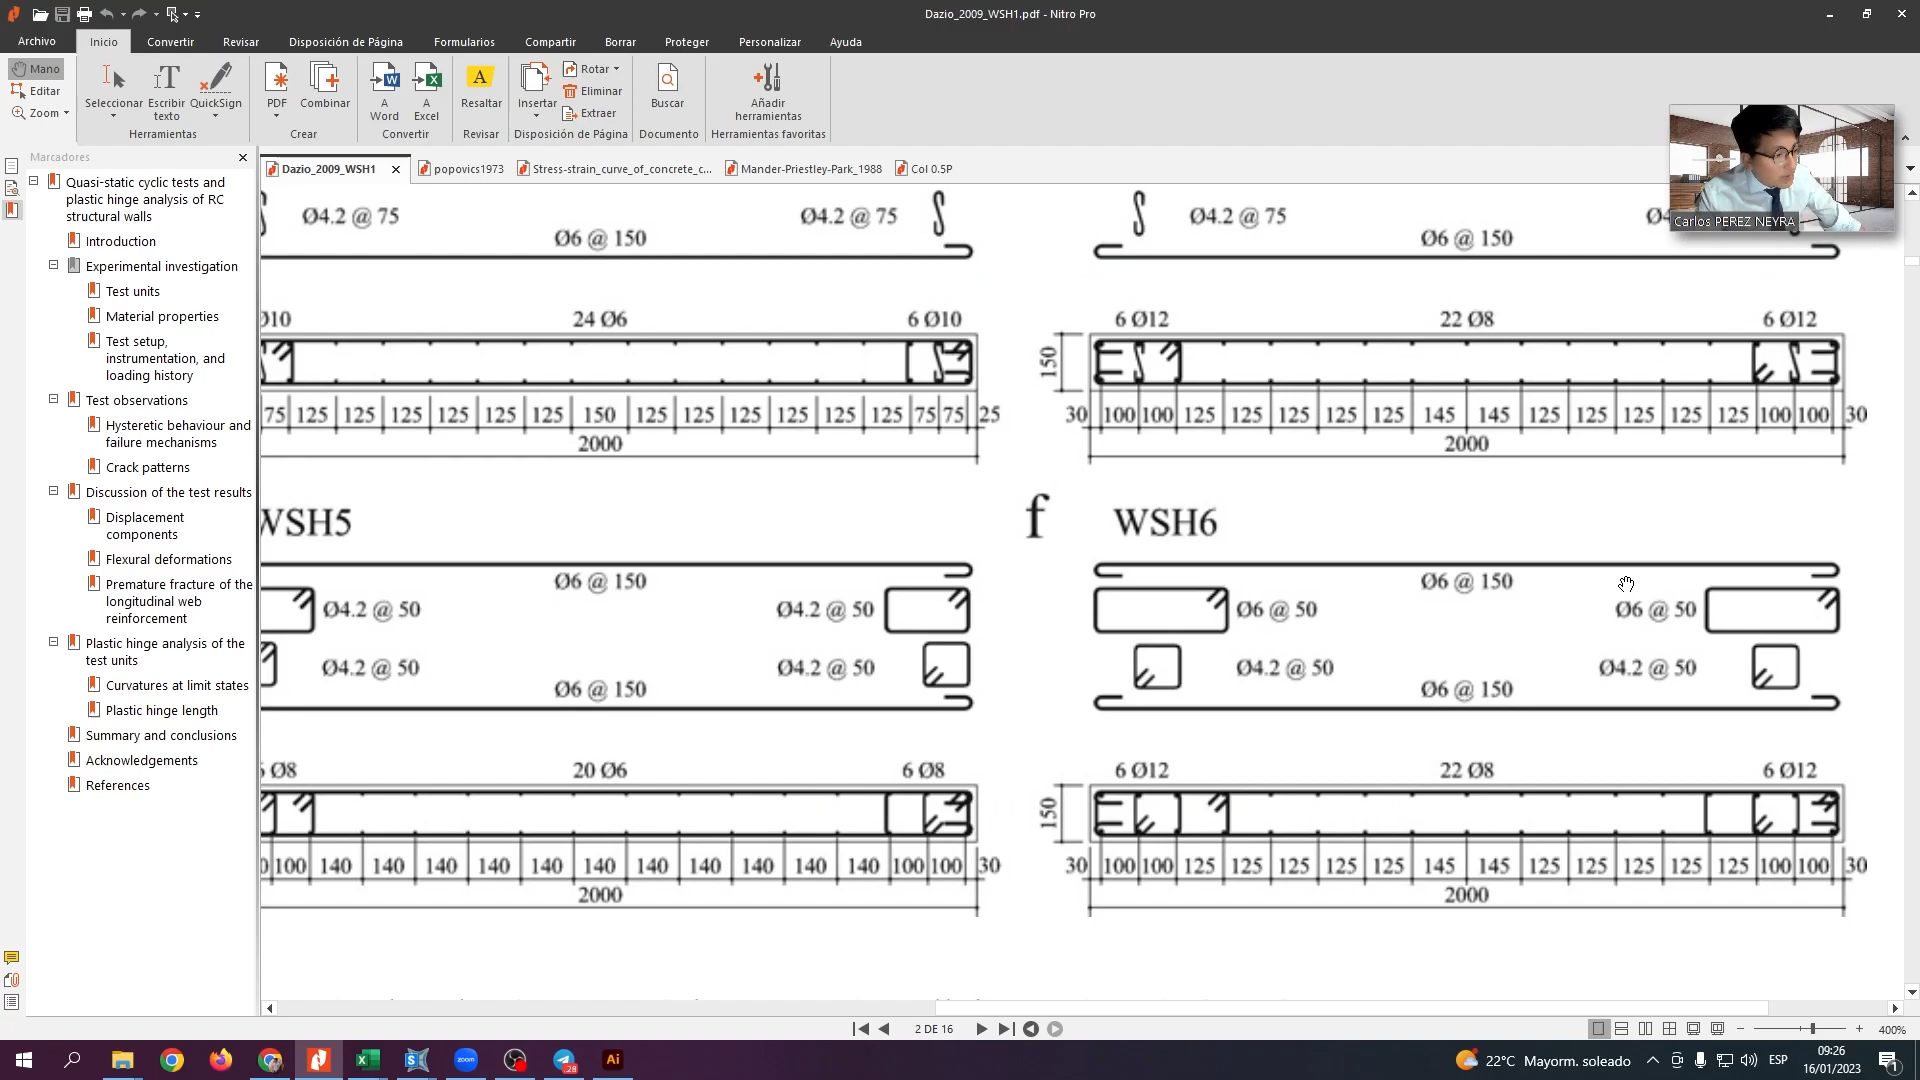 Dazio_2009_WSH1.pdf - Nitro Pro
Archivo Inicio Convertir Revisar Disposición de Página Formularios Compartir Borrar Proteger Personalizar Ayuda
Mano
Editar
Zoom
Seleccionar
Escribir texto
QuickSign
Herramientas
PDF
Combinar
Crear
A Word
A Excel
Convertir
Resaltar
Revisar
Insertar
Rotar
Eliminar
Extraer
Disposición de Página
Buscar
Documento
Añadir herramientas
Herramientas favoritas
Marcadores
Dazio_2009_WSH1 popovics1973 Stress-strain_curve_of_concrete_c... Mander-Priestley-Park_1988 Col 0.5P
Carlos PEREZ NEYRA
Quasi-static cyclic tests and
plastic hinge analysis of RC
structural walls
Introduction
Experimental investigation
Test units
Material properties
Test setup,
instrumentation, and
loading history
Test observations
Hysteretic behaviour and
failure mechanisms
Crack patterns
Discussion of the test results
Displacement
components
Flexural deformations
Premature fracture of the
longitudinal web
reinforcement
Plastic hinge analysis of the
test units
Curvatures at limit states
Plastic hinge length
Summary and conclusions
Acknowledgements
References
Ø4.2 @ 75 Ø4.2 @ 75 Ø4.2 @ 75
Ø6 @ 150 Ø6 @ 150
Ø10 24 Ø6 6 Ø10 6 Ø12 22 Ø8 6 Ø12
150
75 125 125 125 125 125 125 150 125 125 125 125 125 125 75 75 25
30 100 100 125 125 125 125 125 145 145 125 125 125 125 125 100 100 30
2000 2000
WSH5 f WSH6
Ø6 @ 150 Ø6 @ 150
Ø4.2 @ 50 Ø4.2 @ 50 Ø6 @ 50 Ø6 @ 50
Ø4.2 @ 50 Ø4.2 @ 50 Ø4.2 @ 50 Ø4.2 @ 50
Ø6 @ 150 Ø6 @ 150
6 Ø8 20 Ø6 6 Ø8 6 Ø12 22 Ø8 6 Ø12
150
100 140 140 140 140 140 140 140 140 140 140 140 100 100 30
30 100 100 125 125 125 125 125 145 145 125 125 125 125 125 100 100 30
2000 2000
2 DE 16
400%
22°C Mayorm. soleado
ESP
09:26
16/01/2023